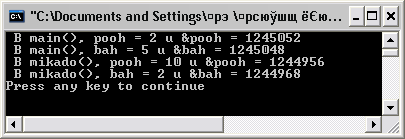 "C:\Documents and Settings\¤рэ \¤рсюўшщ ёЄю...
В main(), pooh = 2 и &pooh = 1245052
В main(), bah = 5 и &bah = 1245048
В mikado(), pooh = 10 и &pooh = 1244956
В mikado(), bah = 2 и &bah = 1244968
Press any key to continue